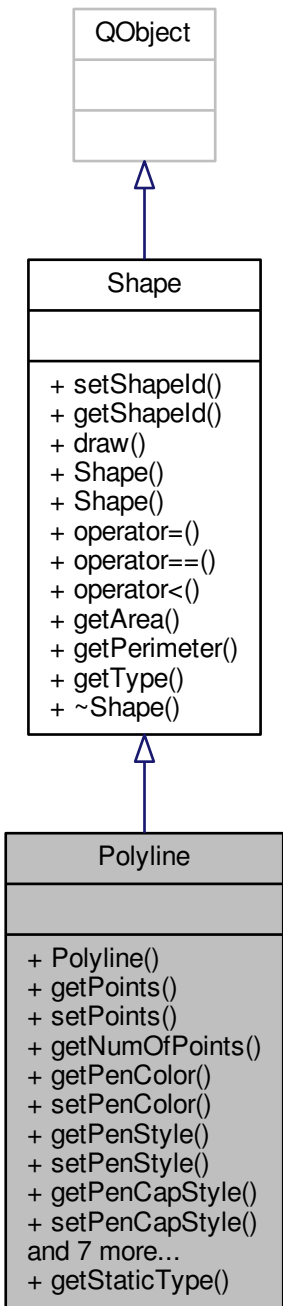 QObject
Shape
+ setShapeId()
+ getShapeId()
+ draw()
+ Shape()
+ Shape()
+ operator=()
+ operator==()
+ operator<()
+ getArea()
+ getPerimeter()
+ getType()
+ ~Shape()
Polyline
+ Polyline()
+ getPoints()
+ setPoints()
+ getNumOfPoints()
+ getPenColor()
+ setPenColor()
+ getPenStyle()
+ setPenStyle()
+ getPenCapStyle()
+ setPenCapStyle()
and 7 more...
+ getStaticType()